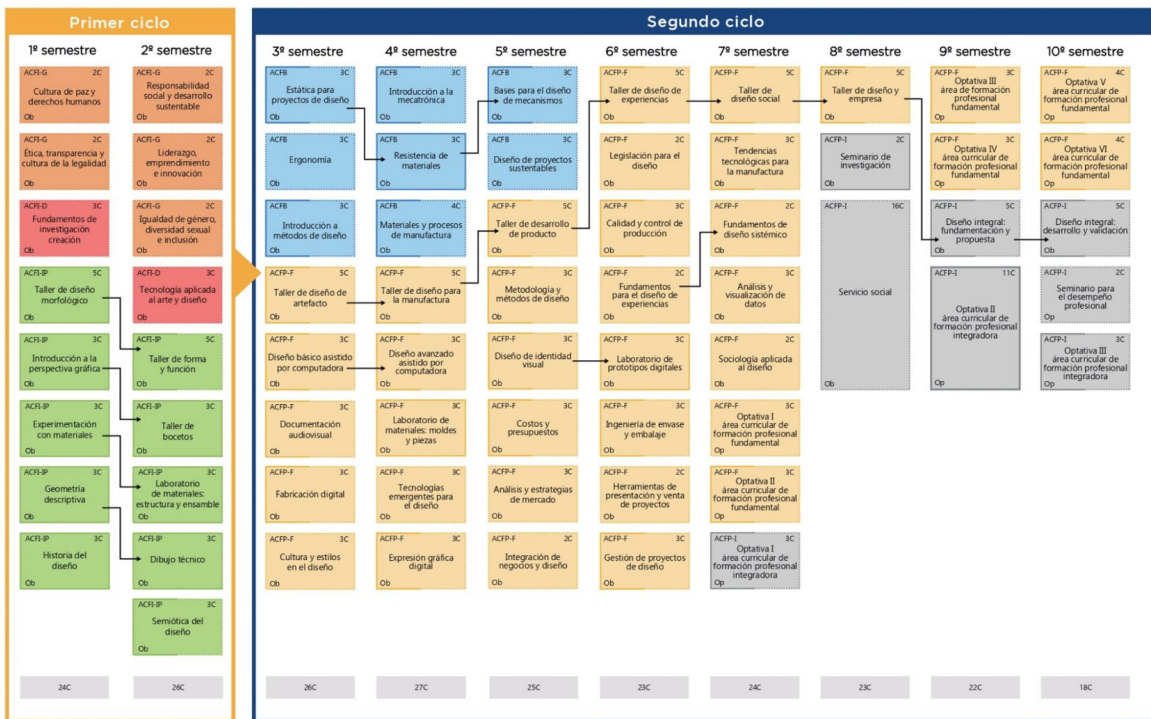 Primer ciclo
Segundo ciclo
1º semestre
2º semestre
3º semestre
4º semestre
5º semestre
6º semestre
7º semestre
8º semestre
9º semestre
10º semestre
ACFI-G 2C
Cultura de paz y
derechos humanos
Ob
ACFI-G 2C
Ética, transparencia y
cultura de la legalidad
Ob
ACFI-D 3C
Fundamentos de
investigación
creación
Ob
ACFI-IP 5C
Taller de diseño
morfológico
Ob
ACFI-IP 3C
Introducción a la
perspectiva gráfica
Ob
ACFI-IP 3C
Experimentación
con materiales
Ob
ACFI-IP 3C
Geometría
descriptiva
Ob
ACFI-IP 3C
Historia del
diseño
Ob
24C
ACFI-G 2C
Responsabilidad
social y desarrollo
sustentable
Ob
ACFI-G 2C
Liderazgo,
emprendimiento
e innovación
Ob
ACFI-G 2C
Igualdad de género,
diversidad sexual
e inclusión
Ob
ACFI-D 3C
Tecnología aplicada
al arte y diseño
Ob
ACFI-IP 5C
Taller de forma
y función
Ob
ACFI-IP 3C
Taller de
bocetos
Ob
ACFI-IP 3C
Laboratorio
de materiales:
estructura y ensamble
Ob
ACFI-IP 3C
Dibujo técnico
Ob
ACFI-IP 3C
Semiótica del
diseño
Ob
26C
ACFB 3C
Estática para
proyectos de diseño
Ob
ACFB 3C
Ergonomía
Ob
ACFB 3C
Introducción a
métodos de diseño
Ob
ACFP-F 5C
Taller de diseño de
artefacto
Ob
ACFP-F 3C
Diseño básico asistido
por computadora
Ob
ACFP-F 3C
Documentación
audiovisual
Ob
ACFP-F 3C
Fabricación digital
Ob
ACFP-F 3C
Cultura y estilos
en el diseño
Ob
26C
ACFB 3C
Introducción a
la mecatrónica
Ob
ACFB 3C
Resistencia de
materiales
Ob
ACFB 4C
Materiales y procesos
de manufactura
Ob
ACFP-F 5C
Taller de diseño para
la manufactura
Ob
ACFP-F 3C
Diseño avanzado
asistido por
computadora
Ob
ACFP-F 3C
Laboratorio de
materiales: moldes
y piezas
Ob
ACFP-F 3C
Tecnologías
emergentes para
el diseño
Ob
ACFP-F 3C
Expresión gráfica
digital
Ob
27C
ACFB 3C
Bases para el diseño
de mecanismos
Ob
ACFB 3C
Diseño de proyectos
sustentables
Ob
ACFP-F 5C
Taller de desarrollo
de producto
Ob
ACFP-F 3C
Metodología y
métodos de diseño
Ob
ACFP-F 3C
Diseño de identidad
visual
Ob
ACFP-F 3C
Costos y
presupuestos
Ob
ACFP-F 3C
Análisis y estrategias
de mercado
Ob
ACFP-F 2C
Integración de
negocios y diseño
Ob
25C
ACFP-F 5C
Taller de diseño de
experiencias
Ob
ACFP-F 2C
Legislación para el
diseño
Ob
ACFP-F 3C
Calidad y control de
producción
Ob
ACFP-F 2C
Fundamentos
para el diseño de
experiencias
Ob
ACFP-F 3C
Laboratorio de
prototipos digitales
Ob
ACFP-F 3C
Ingeniería de envase
y embalaje
Ob
ACFP-F 2C
Herramientas de
presentación y venta
de proyectos
Ob
ACFP-F 3C
Gestión de proyectos
de diseño
Ob
23C
ACFP-F 5C
Taller de
diseño social
Ob
ACFP-F 3C
Tendencias
tecnológicas para
la manufactura
Ob
ACFP-F 2C
Fundamentos de
diseño sistémico
Ob
ACFP-F 3C
Análisis y
visualización de
datos
Ob
ACFP-F 2C
Sociología aplicada
al diseño
Ob
ACFP-F 3C
Optativa I
área curricular de
formación profesional
fundamental
Op
ACFP-F 3C
Optativa II
área curricular de
formación profesional
fundamental
Op
ACFP-I 3C
Optativa I
área curricular de
formación profesional
integradora
Op
24C
ACFP-F 5C
Taller de diseño y
empresa
Ob
ACFP-I 2C
Seminario de
investigación
Ob
ACFP-I 16C
Servicio social
Ob
23C
ACFP-F 3C
Optativa III
área de formación
profesional
fundamental
Op
ACFP-F 3C
Optativa IV
área curricular de
formación profesional
fundamental
Op
ACFP-I 5C
Diseño integral:
fundamentación y
propuesta
Ob
ACFP-I 11C
Optativa II
área curricular de
formación profesional
integradora
Op
22C
ACFP-F 4C
Optativa V
área curricular de
formación profesional
fundamental
Op
ACFP-F 4C
Optativa VI
área curricular de
formación profesional
fundamental
Op
ACFP-I 5C
Diseño integral:
desarrollo y validación
Ob
ACFP-I 2C
Seminario para
el desempeño
profesional
Ob
ACFP-I 3C
Optativa III
área curricular de
formación profesional
integradora
Op
18C